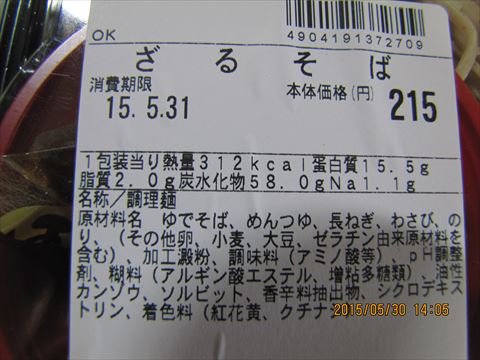 OK
4904191372709
ざるそば
消費期限
本体価格(円)
15.5.31
215
1包装当り熱量312kcal蛋白質15.5g
脂質2.0g炭水化物58.0gNa1.1g
名称/調理麺
原材料名 ゆでそば、めんつゆ、長ねぎ、わさび、の
り、(その他卵、小麦、大豆、ゼラチン由来原材料を
含む)、加工澱粉、調味料(アミノ酸等)、pH調整
剤、糊料(アルギン酸エステル、増粘多糖類)、油性
カンゾウ、ソルビット、香辛料抽出物、シクロデキス
トリン、着色料(紅花黄、クチナ
2015/05/30 14:05